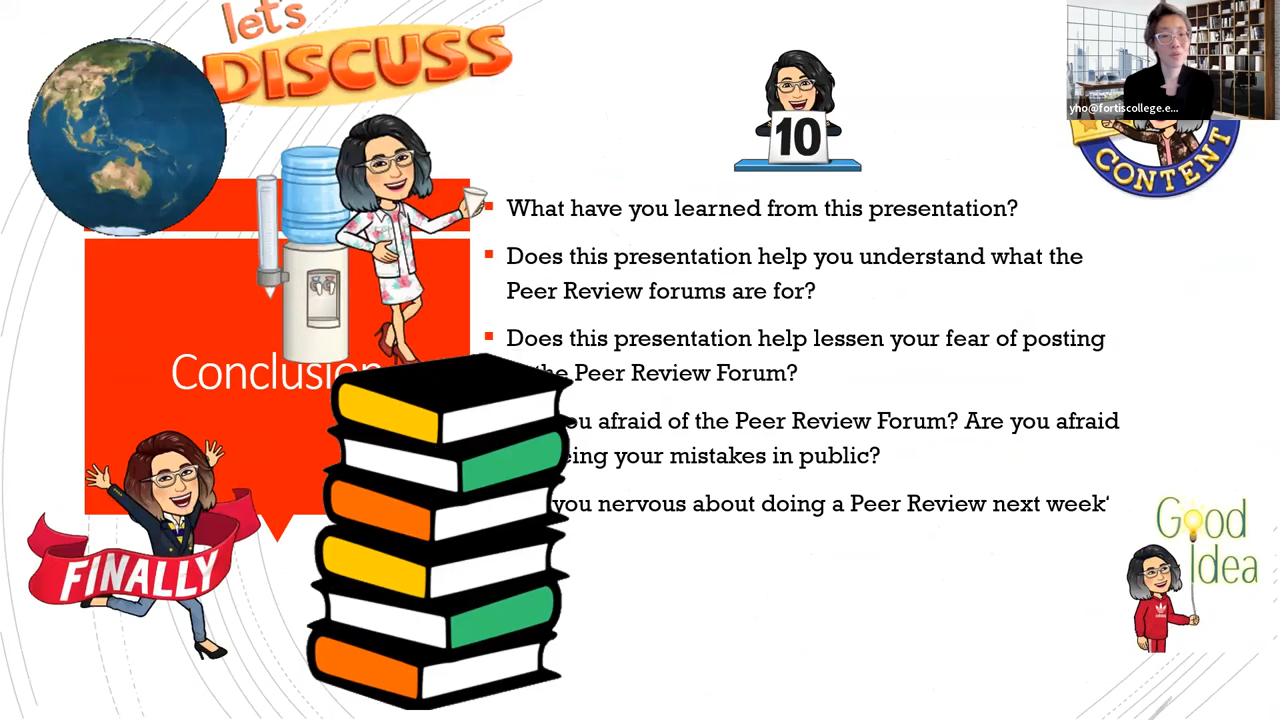 let's
DISCUSS
10
yho@fortiscollege.e...
CONTENT
What have you learned from this presentation?
Does this presentation help you understand what the
Peer Review forums are for?
Does this presentation help lessen your fear of posting
the Peer Review Forum?
Conclusion
afraid of the Peer Review Forum? Are you afraid
your mistakes in public?
you nervous about doing a Peer Review next week
FINALLY
Good
Idea